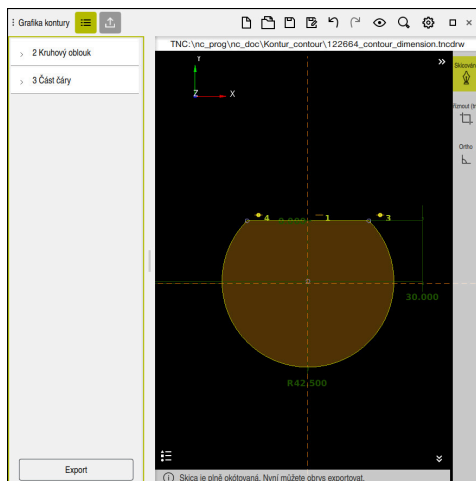 Grafika kontury
TNC:\nc_prog\nc_doc\Kontur_contour\122664_contour_dimension.tncdrw
2 Kruhový oblouk
3 Část čáry
Y
Z
X
4
1
3
30.000
R42.500
Ortho
Export
Skica je plně okótovaná. Nyní můžete obrys exportovat.